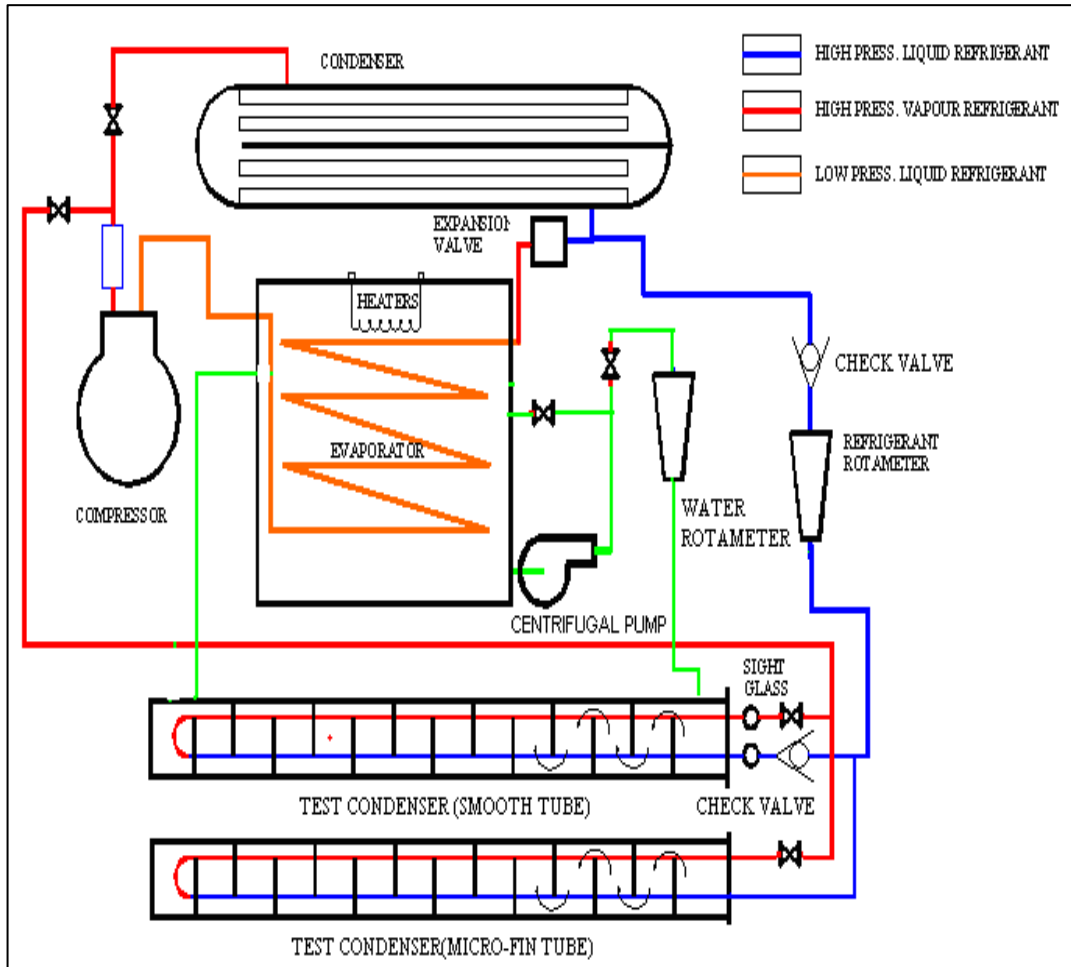 CONDENSER
HIGH PRESS. LIQUID REFRIGERANT
HIGH PRESS. VAPOUR REFRIGERANT
LOW PRESS. LIQUID REFRIGERANT
EXPANSION
VALVE
HEATERS
CHECK VALVE
EVAPORATOR
REFRIGERANT
ROTAMETER
COMPRESSOR
WATER
ROTAMETER
CENTRIFUGAL PUMP
SIGHT
GLASS
TEST CONDENSER (SMOOTH TUBE)
CHECK VALVE
TEST CONDENSER(MICRO-FIN TUBE)